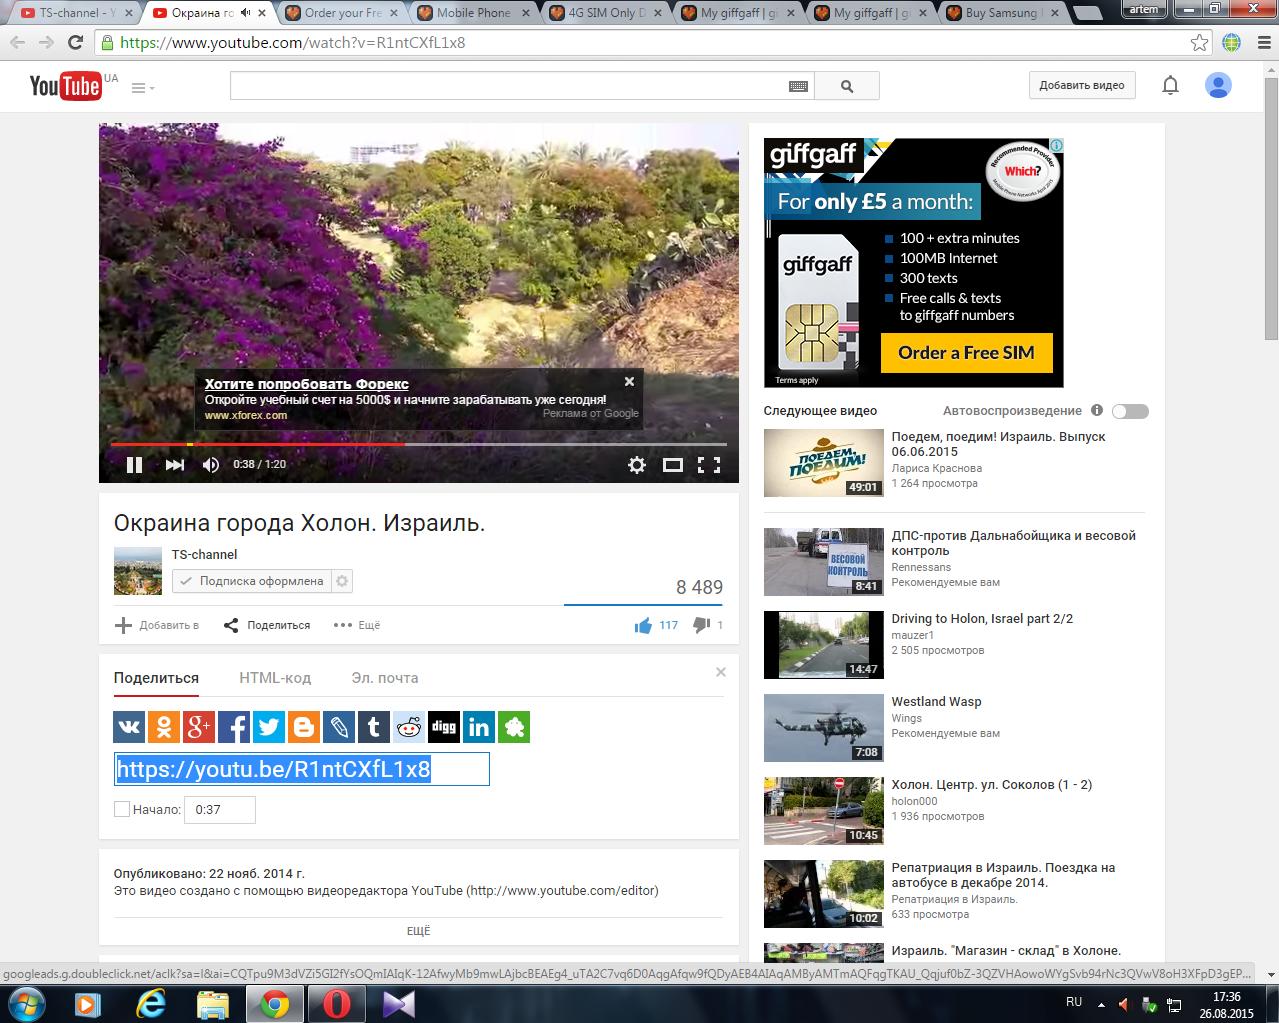 TS-channel - Y
Окраина го
Order your Fre
Mobile Phone
4G SIM Only D
My giffgaff | g
My giffgaff | g
Buy Samsung
artem
https://www.youtube.com/watch?v=R1ntCXfL1x8
YouTube UA
Добавить видео
Хотите попробовать Форекс
Откройте учебный счет на 5000$ и начните зарабатывать уже сегодня!
www.xforex.com
Реклама от Google
0:38 / 1:20
Окраина города Холон. Израиль.
TS-channel
Подписка оформлена
8 489
Добавить в
Поделиться
Ещё
117
1
Поделиться
HTML-код
Эл. почта
digg
https://youtu.be/R1ntCXfL1x8
Начало: 0:37
Опубликовано: 22 нояб. 2014 г.
Это видео создано с помощью видеоредактора YouTube (http://www.youtube.com/editor)
ЕЩЁ
giffgaff
Recommended Provider
Which?
For only £5 a month:
100 + extra minutes
100MB Internet
300 texts
Free calls & texts
to giffgaff numbers
giffgaff
Order a Free SIM
Terms apply
Следующее видео
Автовоспроизведение
ПОЕДЕМ,
ПОЕДИМ!
49:01
Поедем, поедим! Израиль. Выпуск
06.06.2015
Лариса Краснова
1 264 просмотра
ВЕСОВОЙ
КОНТРОЛЬ
8:41
ДПС-против Дальнабойщика и весовой
контроль
Rennessans
Рекомендуемые вам
14:47
Driving to Holon, Israel part 2/2
mauzer1
2 505 просмотров
7:08
Westland Wasp
Wings
Рекомендуемые вам
10:45
Холон. Центр. ул. Соколов (1 - 2)
holon000
1 936 просмотров
10:02
Репатриация в Израиль. Поездка на
автобусе в декабре 2014.
Репатриация в Израиль.
633 просмотра
Израиль. "Магазин - склад" в Холоне.
RU
17:36
26.08.2015